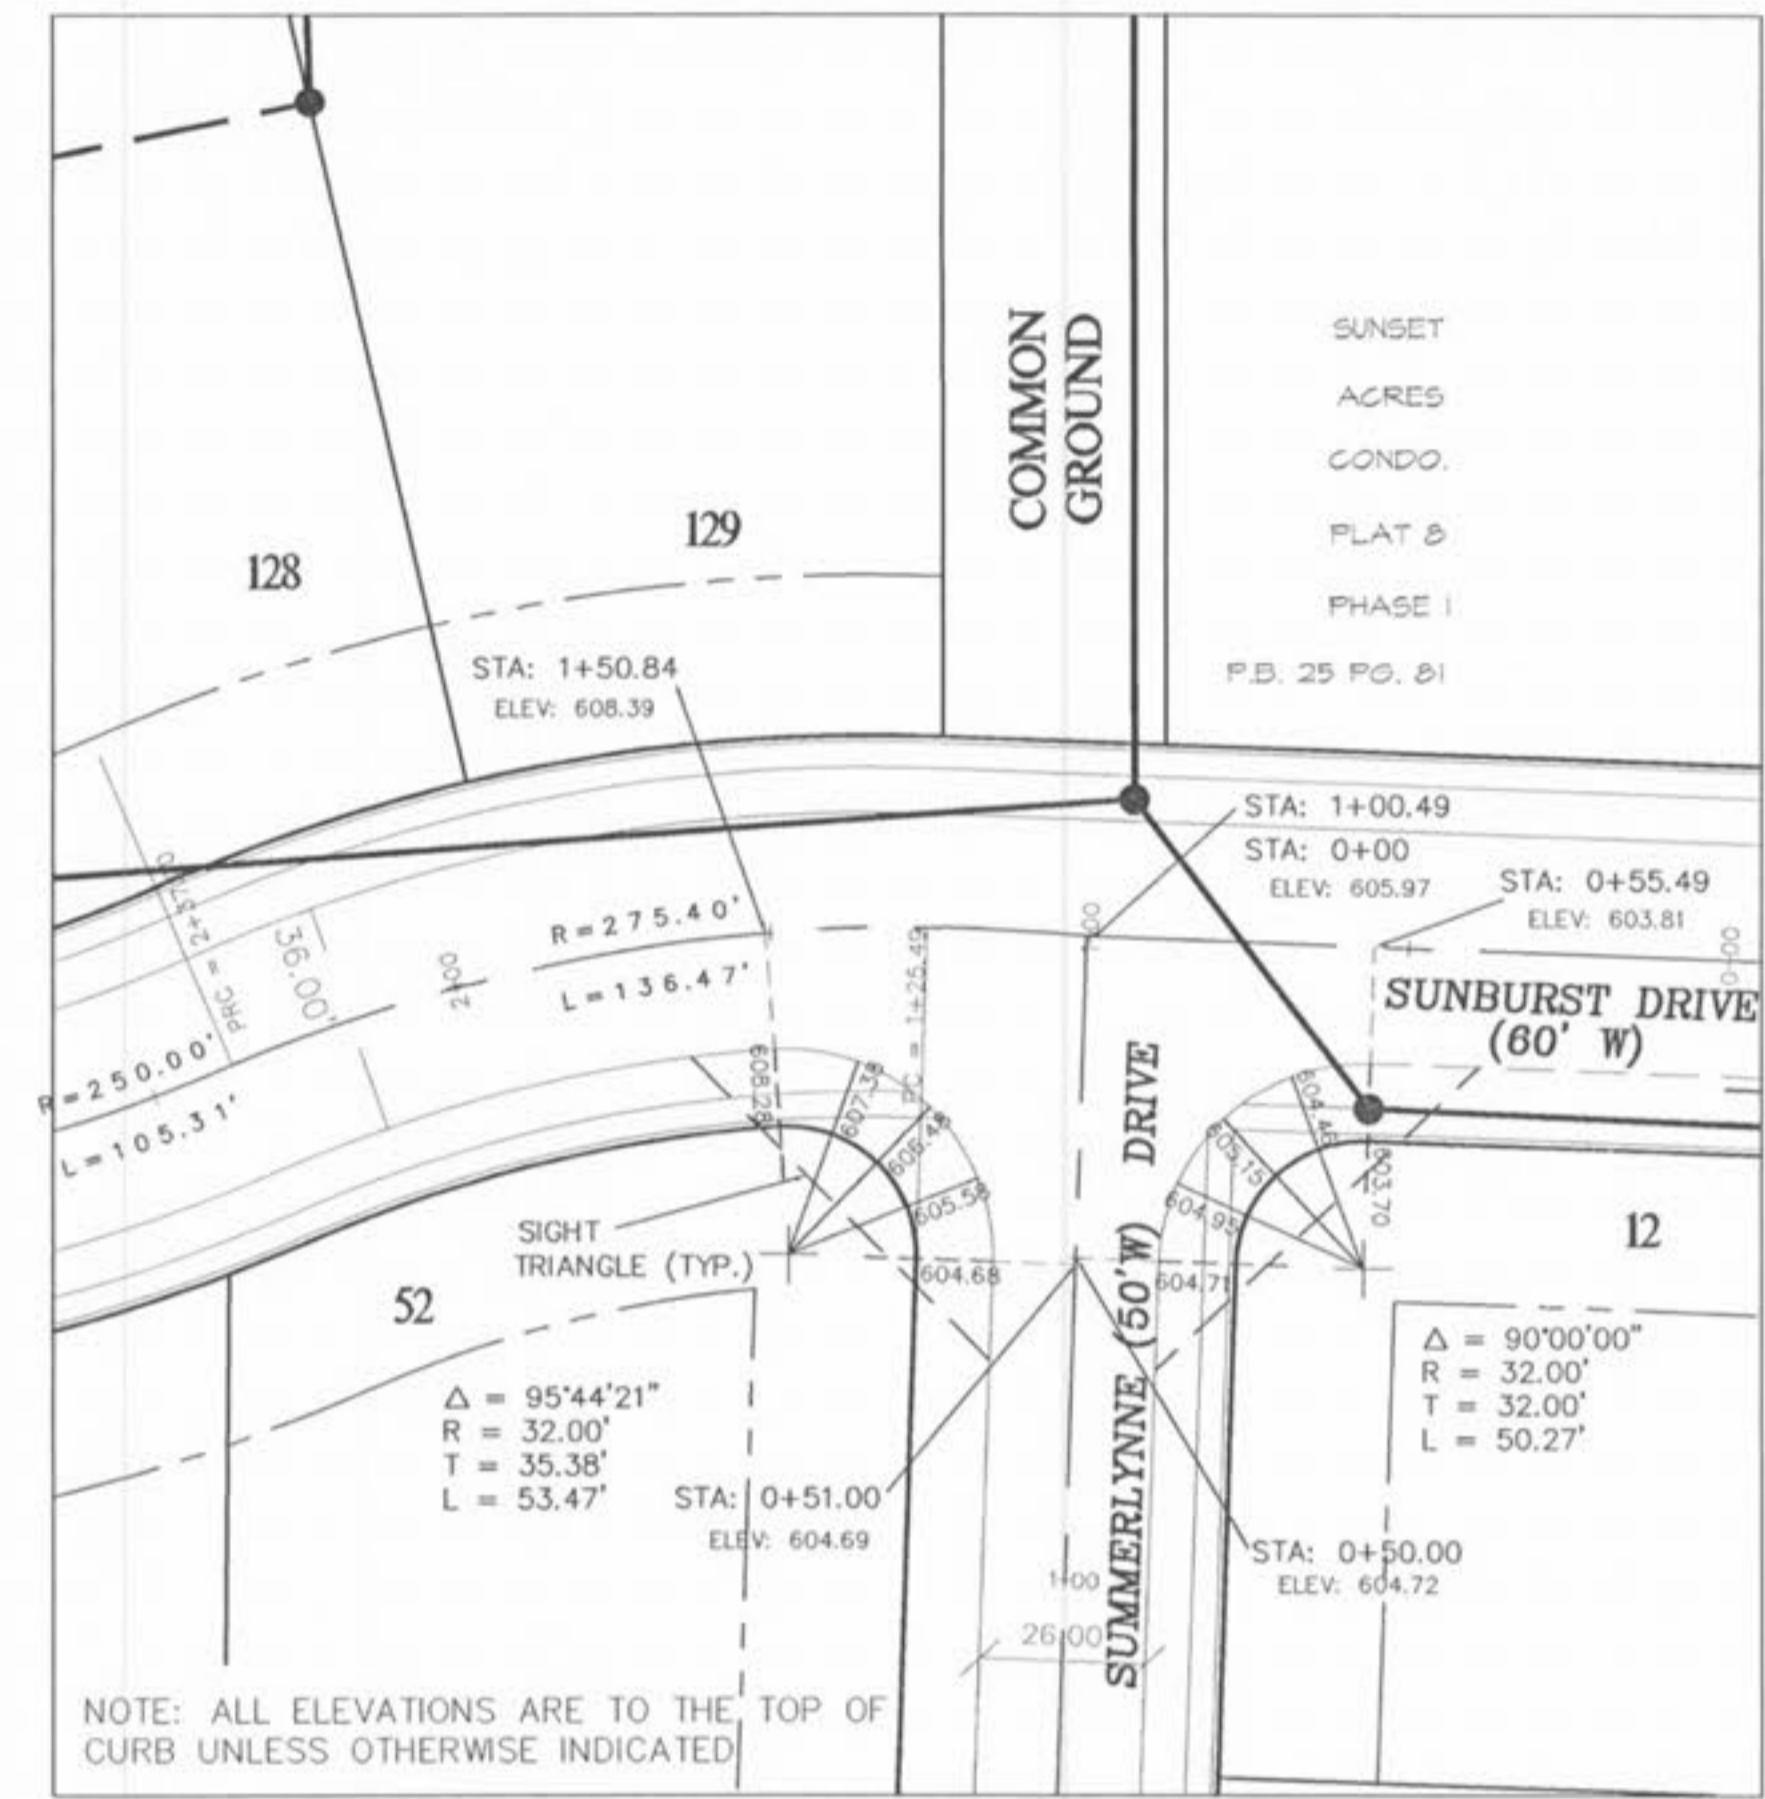 COMMON
GROUND
SUNSET
ACRES
CONDO.
PLAT 8
PHASE 1
P.B. 25 PG. 81
128
129
STA: 1+50.84
ELEV: 608.39
STA: 1+00.49
STA: 0+00
ELEV: 605.97
STA: 0+55.49
ELEV: 603.81
R=275.40'
L=136.47'
2+00
1+00
0+00
36.00'
R=250.00'
L=105.31'
PC = 1+25.49
SUNBURST DRIVE
(60' W)
608.28
607.38
605.58
604.68
604.46
605.15
604.95
604.71
603.70
SIGHT
TRIANGLE (TYP.)
52
12
SUMMERLYNNE (50'W) DRIVE
Δ = 95°44'21"
R = 32.00'
T = 35.38'
L = 53.47'
Δ = 90°00'00"
R = 32.00'
T = 32.00'
L = 50.27'
STA: 0+51.00
ELEV: 604.69
STA: 0+50.00
ELEV: 604.72
1+00
26.00
NOTE: ALL ELEVATIONS ARE TO THE TOP OF
CURB UNLESS OTHERWISE INDICATED